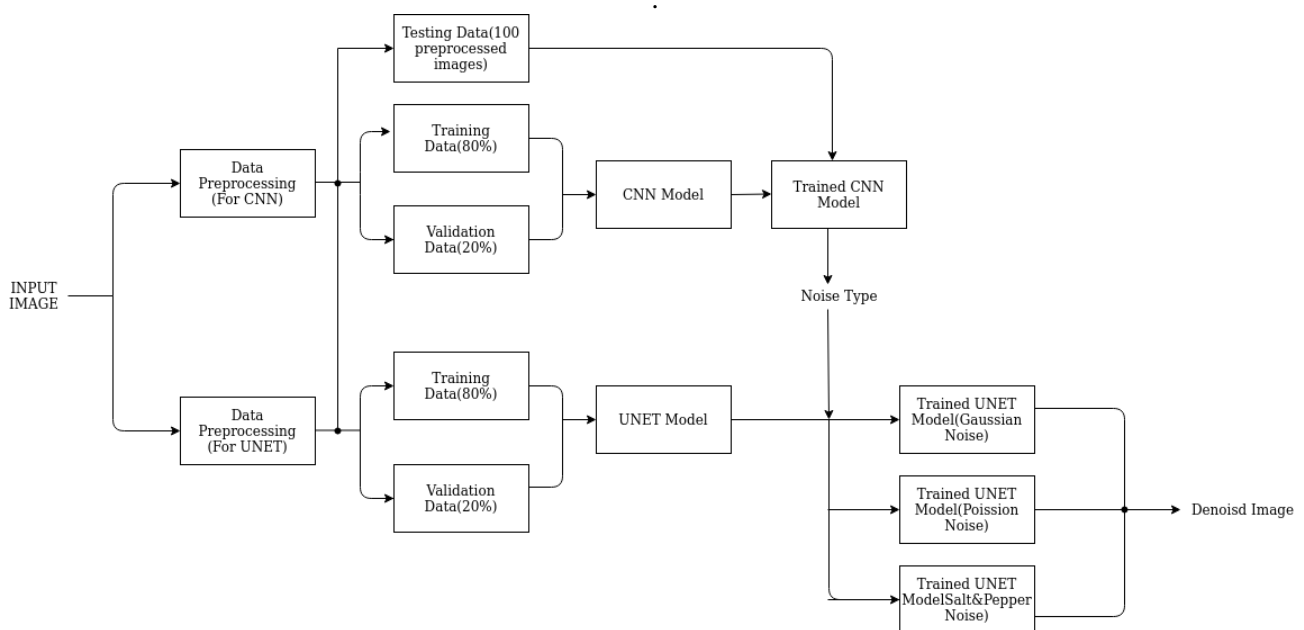 .
Testing Data(100
preprocessed
images)
Training
Data(80%)
Data
Preprocessing
(For CNN)
CNN Model
Trained CNN
Model
Validation
Data(20%)
INPUT
IMAGE
Noise Type
Training
Data(80%)
Data
Preprocessing
(For UNET)
UNET Model
Trained UNET
Model(Gaussian
Noise)
Validation
Data(20%)
Trained UNET
Model(Poission
Noise)
Denoisd Image
Trained UNET
ModelSalt&Pepper
Noise)